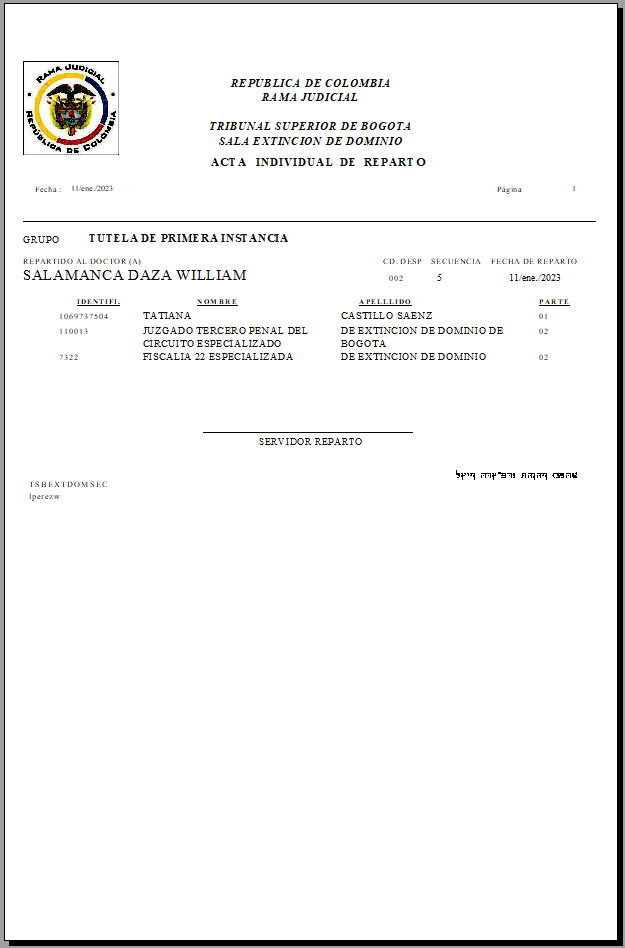 RAMA JUDICIAL
REPÚBLICA DE COLOMBIA
REPUBLICA DE COLOMBIA
RAMA JUDICIAL
TRIBUNAL SUPERIOR DE BOGOTA
SALA EXTINCION DE DOMINIO
ACTA INDIVIDUAL DE REPARTO
Fecha : 11/ene./2023 Página 1
GRUPO TUTELA DE PRIMERA INSTANCIA
REPARTIDO AL DOCTOR (A) CD. DESP SECUENCIA FECHA DE REPARTO
SALAMANCA DAZA WILLIAM 002 5 11/ene./2023
IDENTIFI. NOMBRE APELLLIDO PARTE
1069737504 TATIANA CASTILLO SAENZ 01
110013 JUZGADO TERCERO PENAL DEL DE EXTINCION DE DOMINIO DE 02
CIRCUITO ESPECIALIZADO BOGOTA
7322 FISCALIA 22 ESPECIALIZADA DE EXTINCION DE DOMINIO 02
SERVIDOR REPARTO
TSBEXTDOMSEC
lperezw